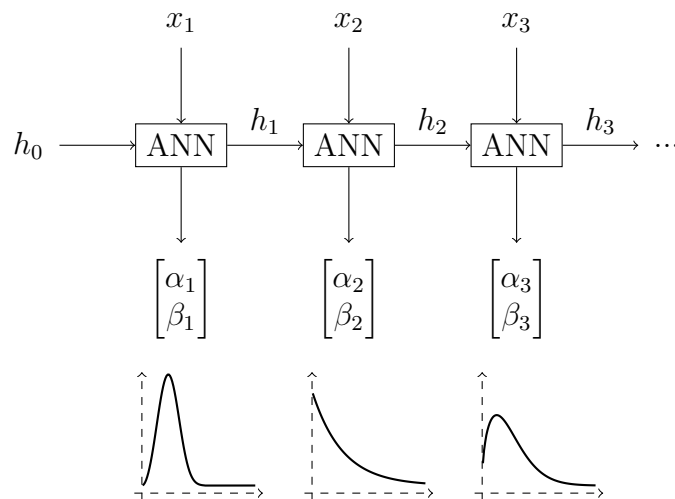 x₁ x₂ x₃
h₀ ANN h₁ ANN h₂ ANN h₃ ...
α₁ α₂ α₃
β₁ β₂ β₃